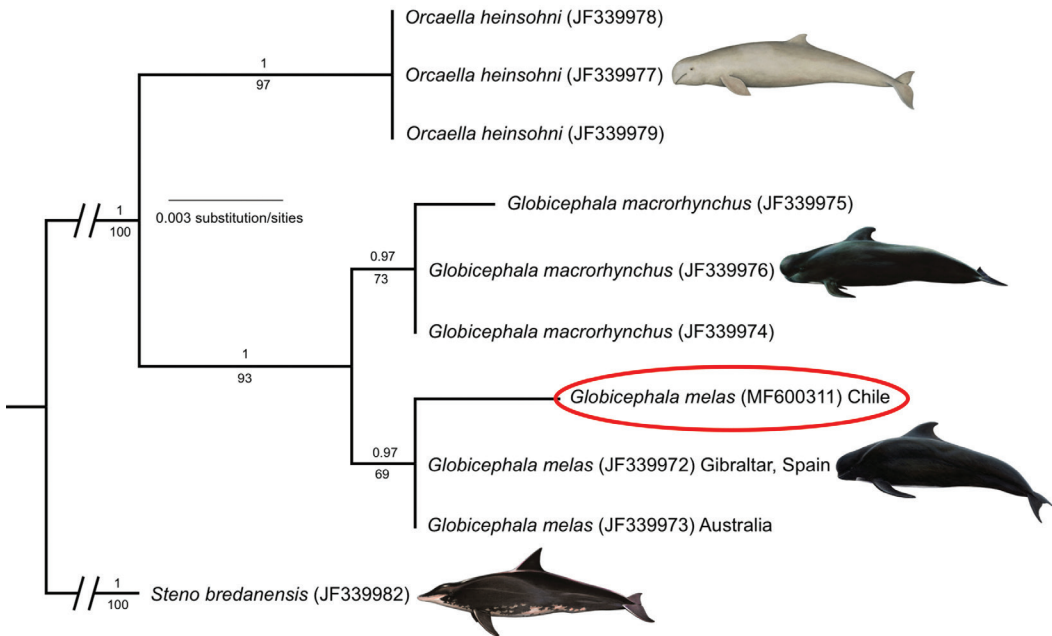 Orcaella heinsohni (JF339978)
1
97
Orcaella heinsohni (JF339977)
Orcaella heinsohni (JF339979)
1
100
0.003 substitution/sities
Globicephala macrorhynchus (JF339975)
0.97
73
Globicephala macrorhynchus (JF339976)
Globicephala macrorhynchus (JF339974)
1
93
Globicephala melas (MF600311) Chile
0.97
69
Globicephala melas (JF339972) Gibraltar, Spain
Globicephala melas (JF339973) Australia
1
100
Steno bredanensis (JF339982)